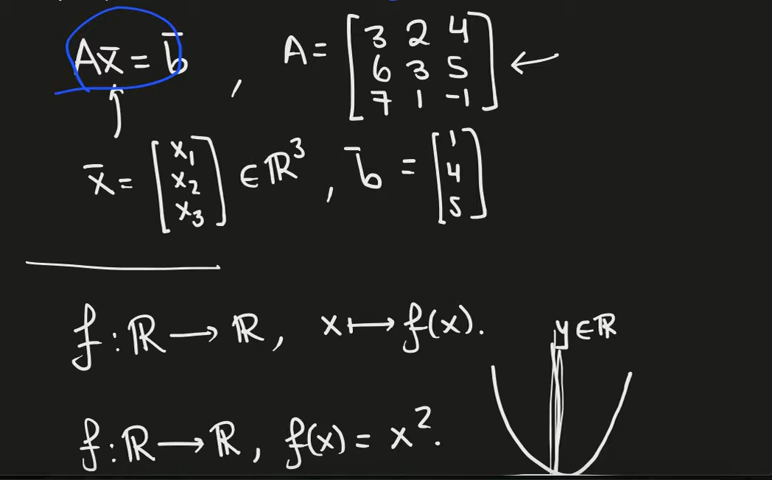 Ax̄ = b̄ , A = [3 2 4; 6 3 5; 7 1 -1] ←
x̄ = [x₁; x₂; x₃] ∈ ℝ³ , b̄ = [1; 4; 5]
f : ℝ → ℝ , x ↦ f(x).
y ∈ ℝ
f : ℝ → ℝ , f(x) = x².